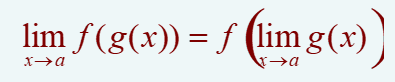 lim f(g(x)) = f(lim g(x))
x→a x→a